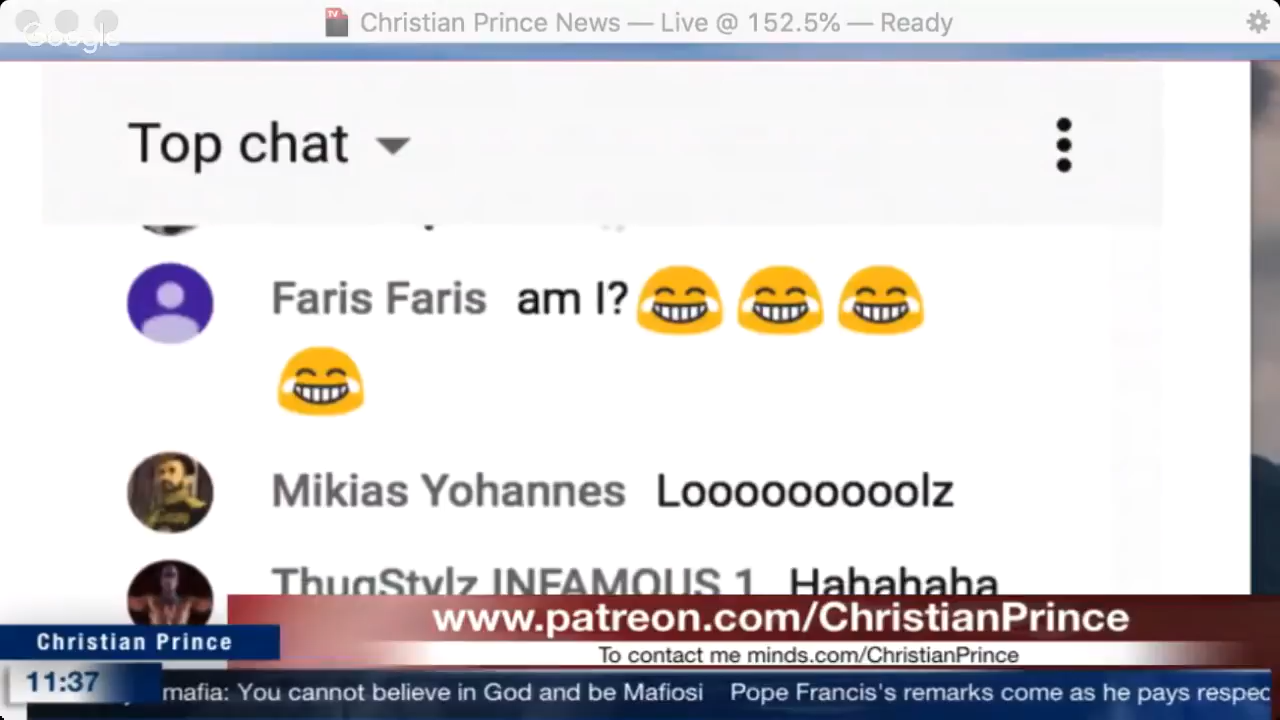 Christian Prince News — Live @ 152.5% — Ready
Google
Top chat
Faris Faris am I?😂😂😂
😂
Mikias Yohannes Looooooooolz
ThugStylz INFAMOUS 1 Hahahaha
www.patreon.com/ChristianPrince
To contact me minds.com/ChristianPrince
Christian Prince
11:37
mafia: You cannot believe in God and be Mafiosi Pope Francis's remarks come as he pays respec